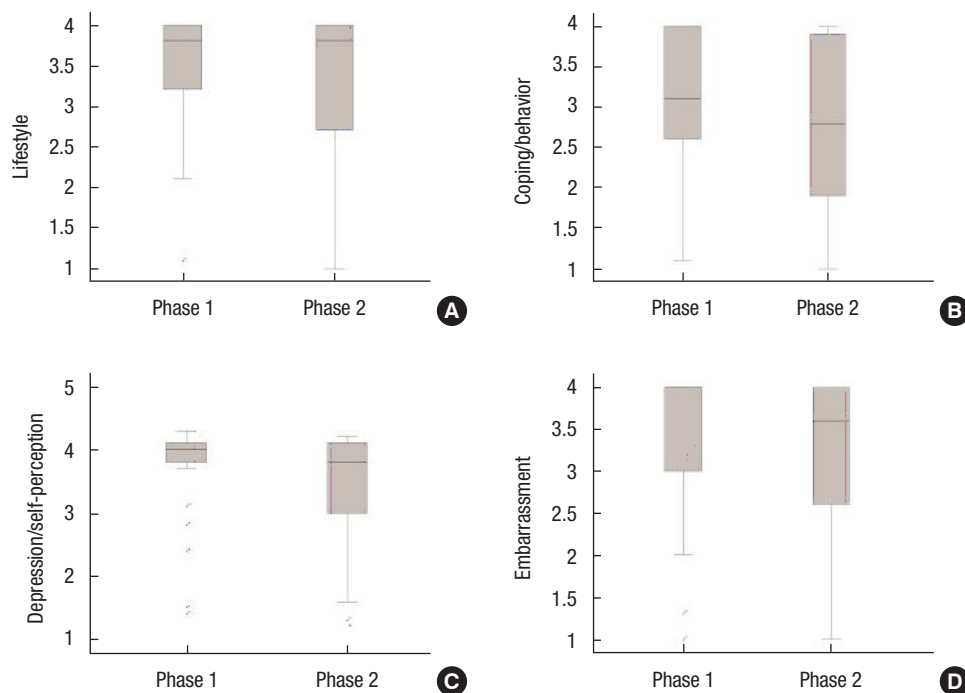 4
3.5
3
2.5
2
1.5
1
Lifestyle
Phase 1
Phase 2
A
4
3.5
3
2.5
2
1.5
1
Coping/behavior
Phase 1
Phase 2
B
5
4
3
2
1
Depression/self-perception
Phase 1
Phase 2
C
4
3.5
3
2.5
2
1.5
1
Embarrassment
Phase 1
Phase 2
D